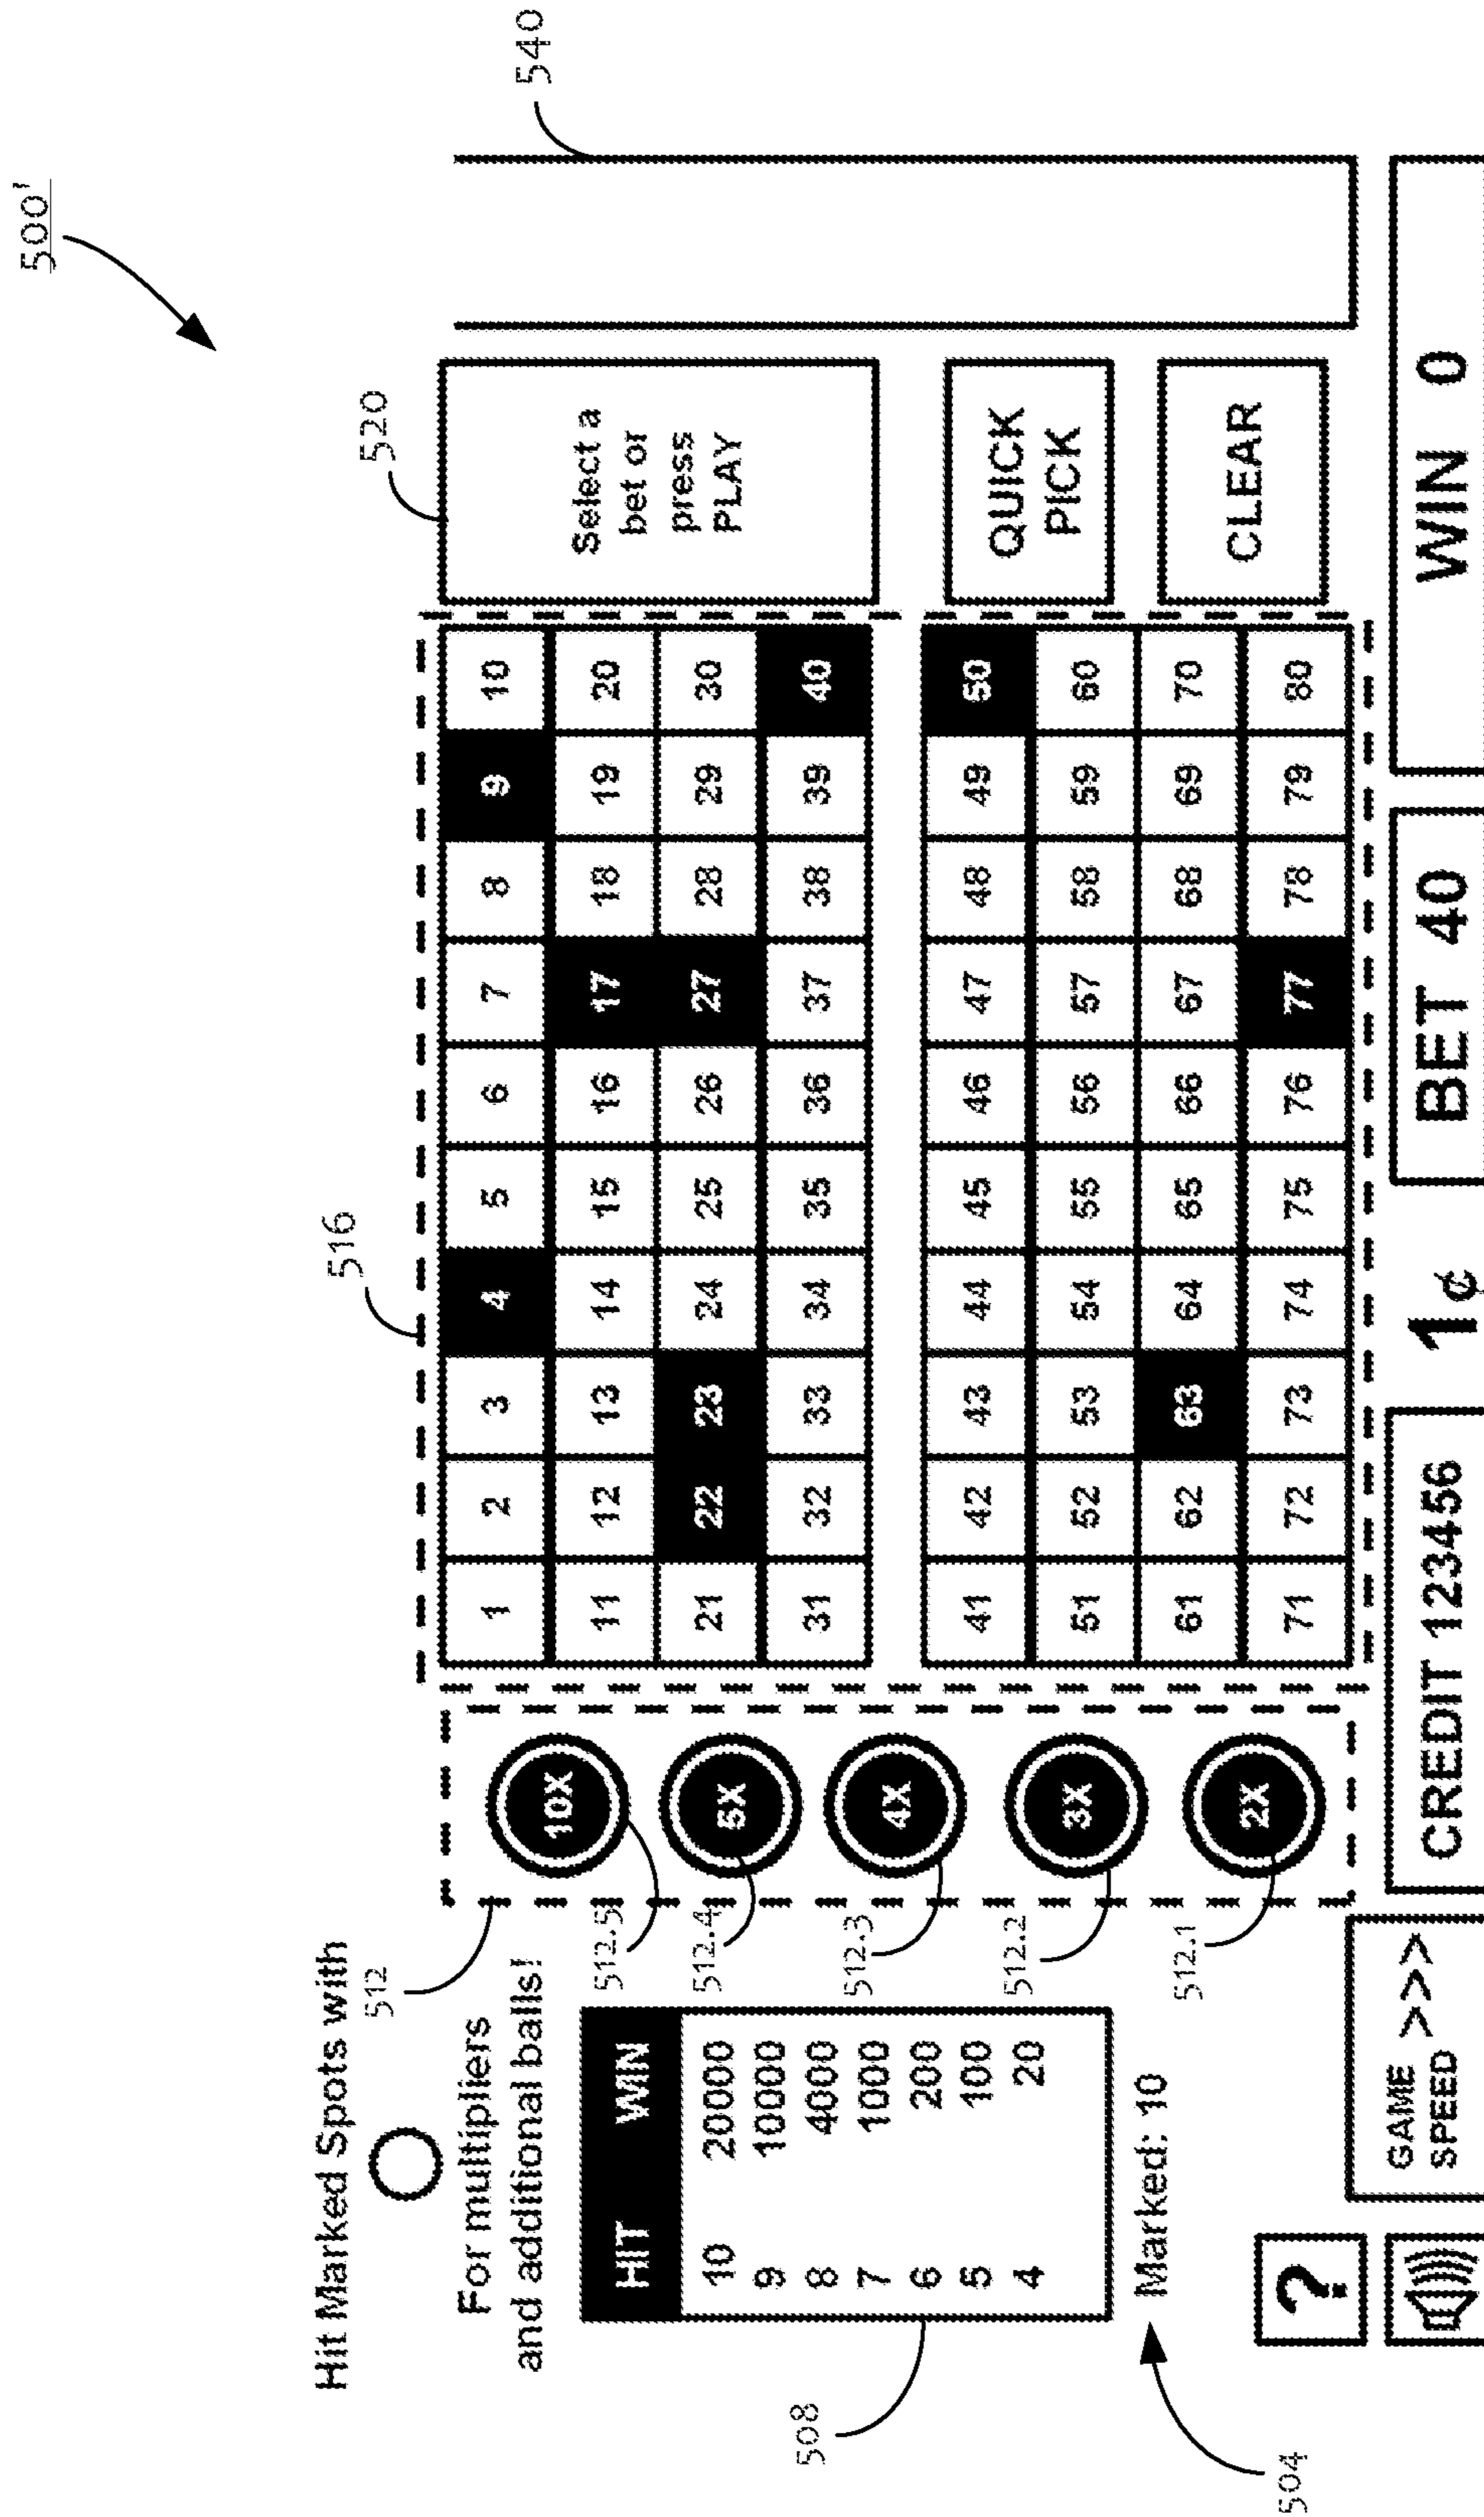 500'
540
Hit Marked Spots with
For multipliers
and additional balls!
512
516
520
HIT WIN
10 20000
9 10000
8 4000
7 1000
6 200
5 100
4 20
508
Marked: 10
504
10X
5X
4X
3X
2X
512.5
512.4
512.3
512.2
512.1
1 2 3 4 5 6 7 8 9 10
11 12 13 14 15 16 17 18 19 20
21 22 23 24 25 26 27 28 29 30
31 32 33 34 35 36 37 38 39 40
41 42 43 44 45 46 47 48 49 50
51 52 53 54 55 56 57 58 59 60
61 62 63 64 65 66 67 68 69 70
71 72 73 74 75 76 77 78 79 80
Select a
bet or
press
PLAY
QUICK
PICK
CLEAR
?
GAME
SPEED >>>
CREDIT 123456
1¢
BET 40
WIN 0